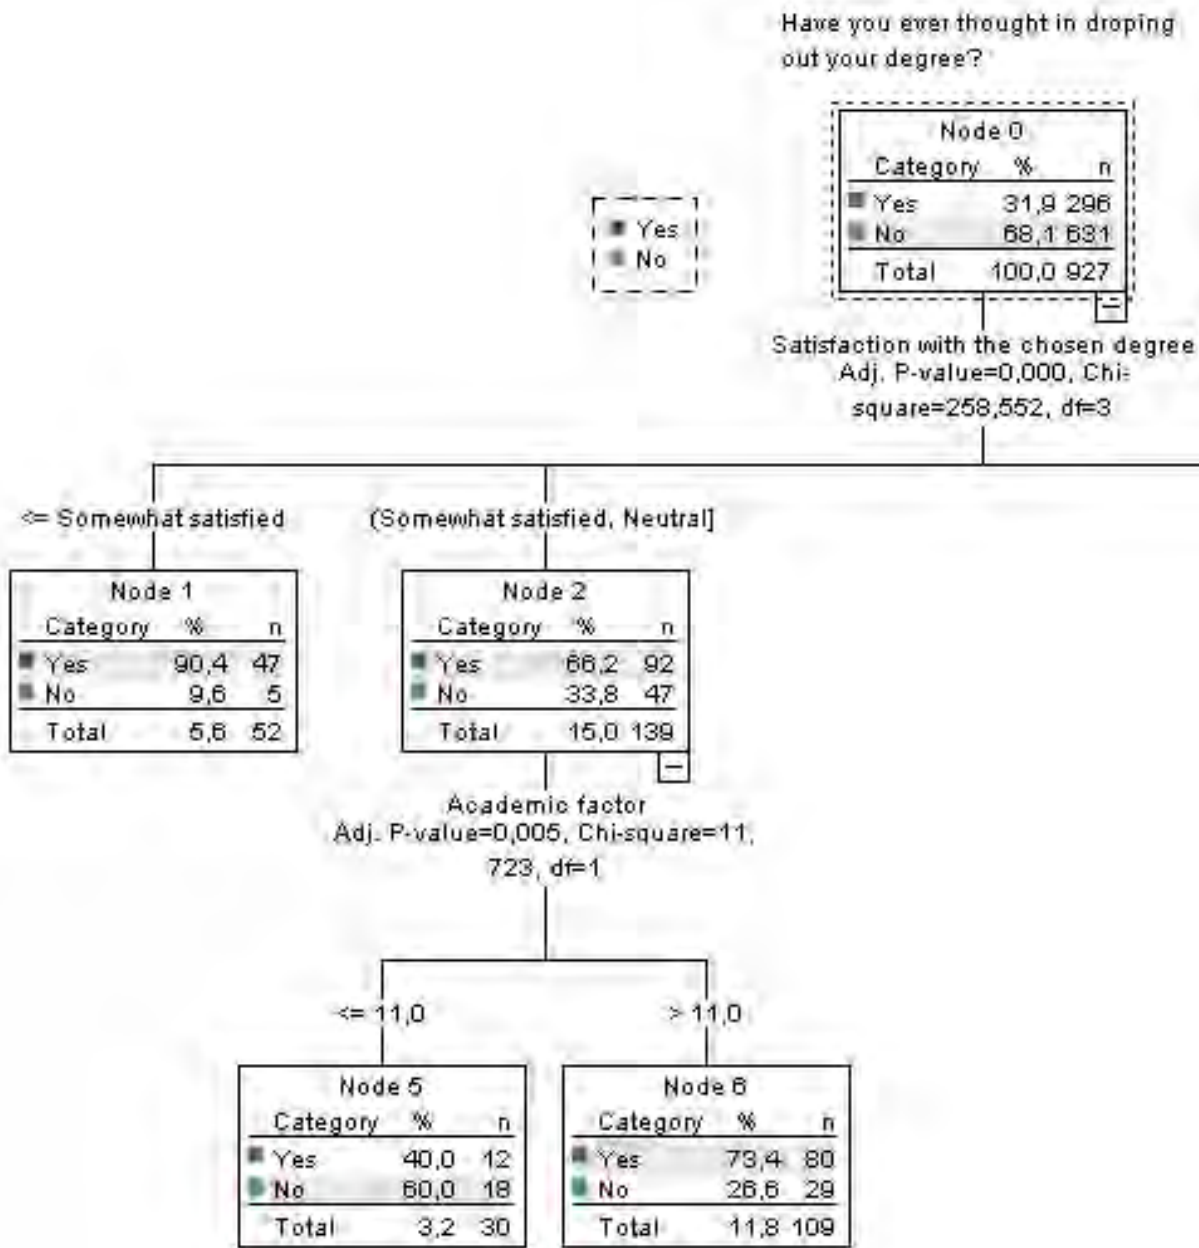 Have you ever thought in droping
out your degree?
Node 0
Category % n
Yes 31,9 296
No 68,1 631
Total 100,0 927
Yes
No
Satisfaction with the chosen degree
Adj. P-value=0,000, Chi-
square=258,552, df=3
<= Somewhat satisfied
(Somewhat satisfied, Neutral]
Node 1
Category % n
Yes 90,4 47
No 9,6 5
Total 5,6 52
Node 2
Category % n
Yes 66,2 92
No 33,8 47
Total 15,0 139
Academic factor
Adj. P-value=0,005, Chi-square=11,
723, df=1
<= 11,0
> 11,0
Node 5
Category % n
Yes 40,0 12
No 60,0 18
Total 3,2 30
Node 6
Category % n
Yes 73,4 80
No 26,6 29
Total 11,8 109